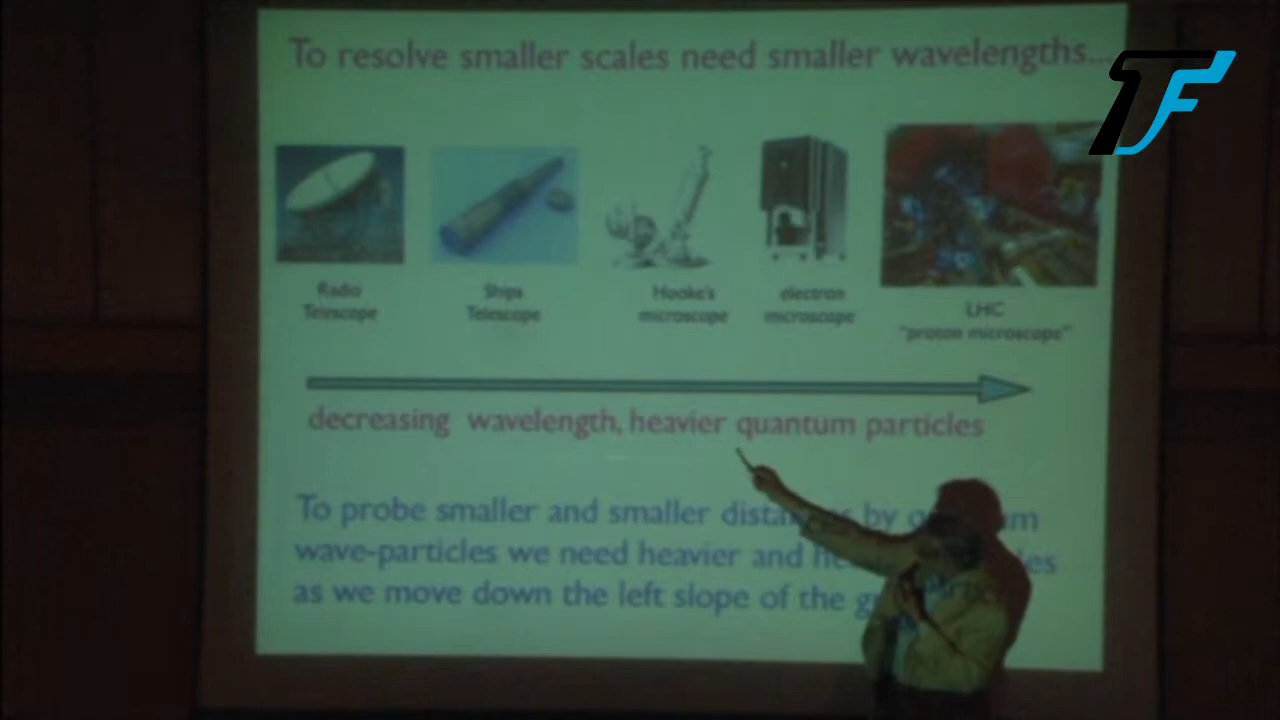 To resolve smaller scales need smaller wavelengths...
Radio
Telescope
Ships
Telescope
Hooke's
microscope
electron
microscope
LHC
"proton microscope"
decreasing wavelength, heavier quantum particles
To probe smaller and smaller by
wave-particles we need heavier and
as we move down the left slope of the
TF